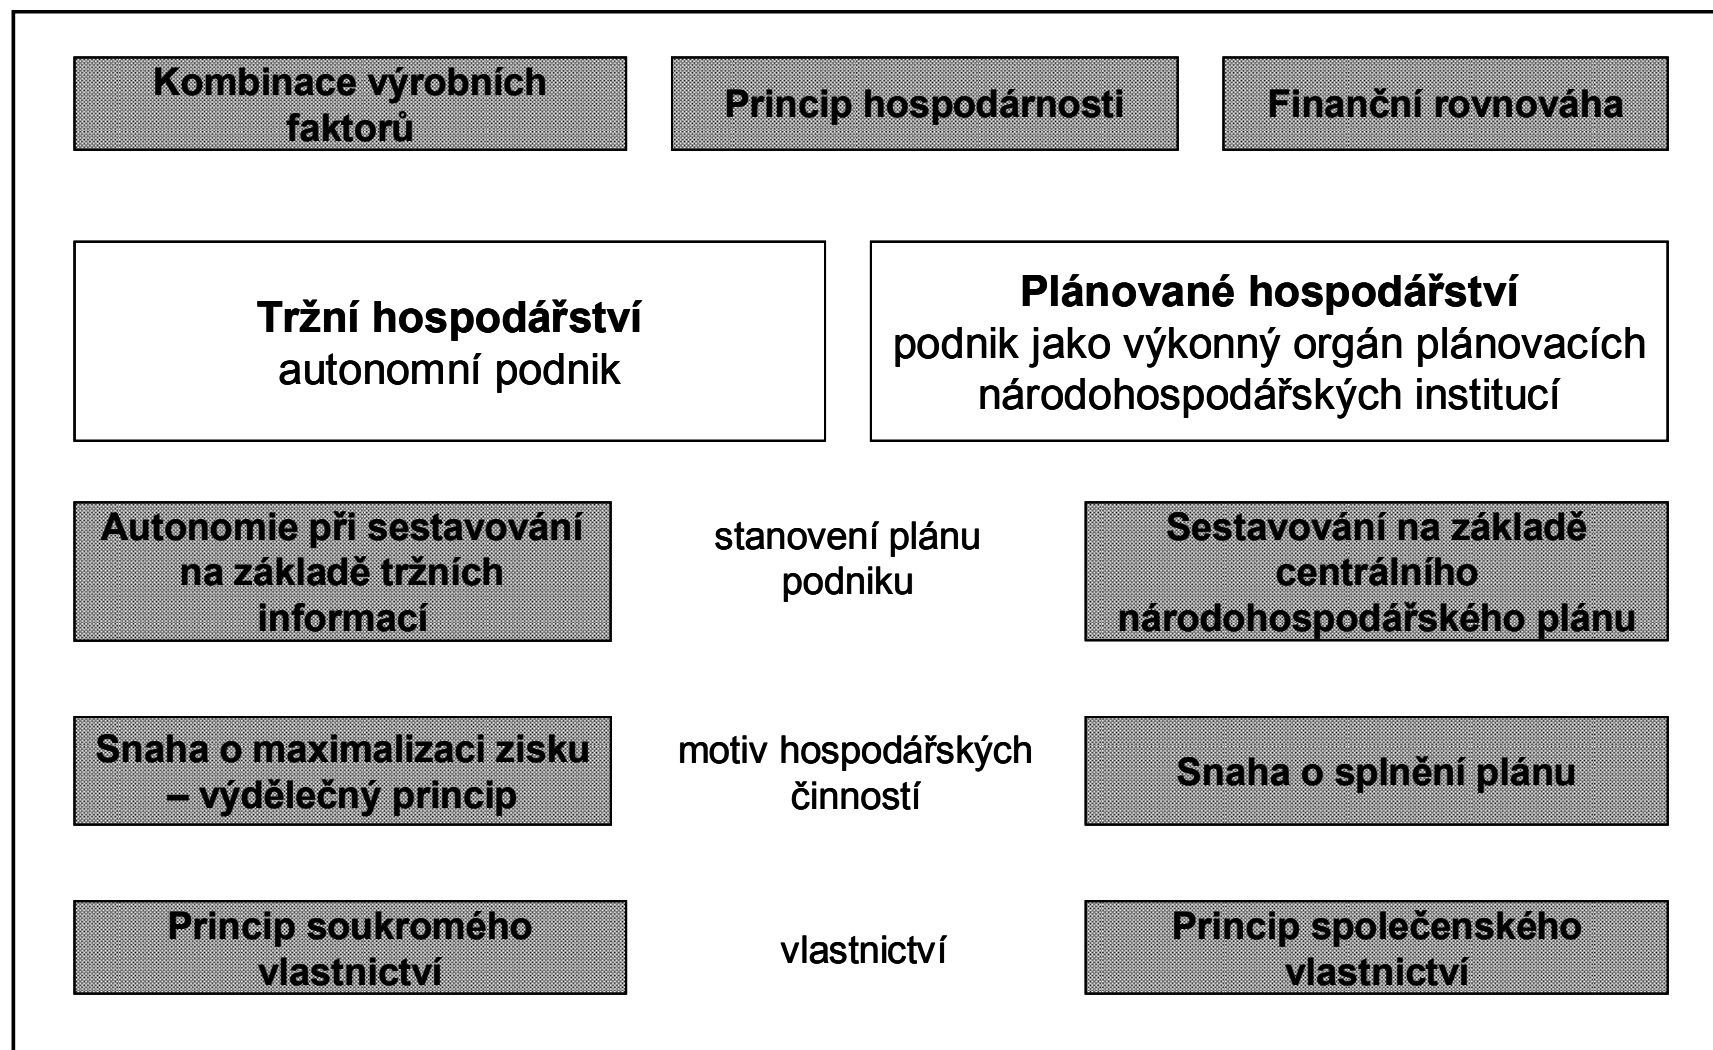 Kombinace výrobních
faktorů
Princip hospodárnosti
Finanční rovnováha
Tržní hospodářství
autonomní podnik
Plánované hospodářství
podnik jako výkonný orgán plánovacích
národohospodářských institucí
Autonomie při sestavování
na základě tržních
informací
stanovení plánu
podniku
Sestavování na základě
centrálního
národohospodářského plánu
Snaha o maximalizaci zisku
– výdělečný princip
motiv hospodářských
činností
Snaha o splnění plánu
Princip soukromého
vlastnictví
vlastnictví
Princip společenského
vlastnictví